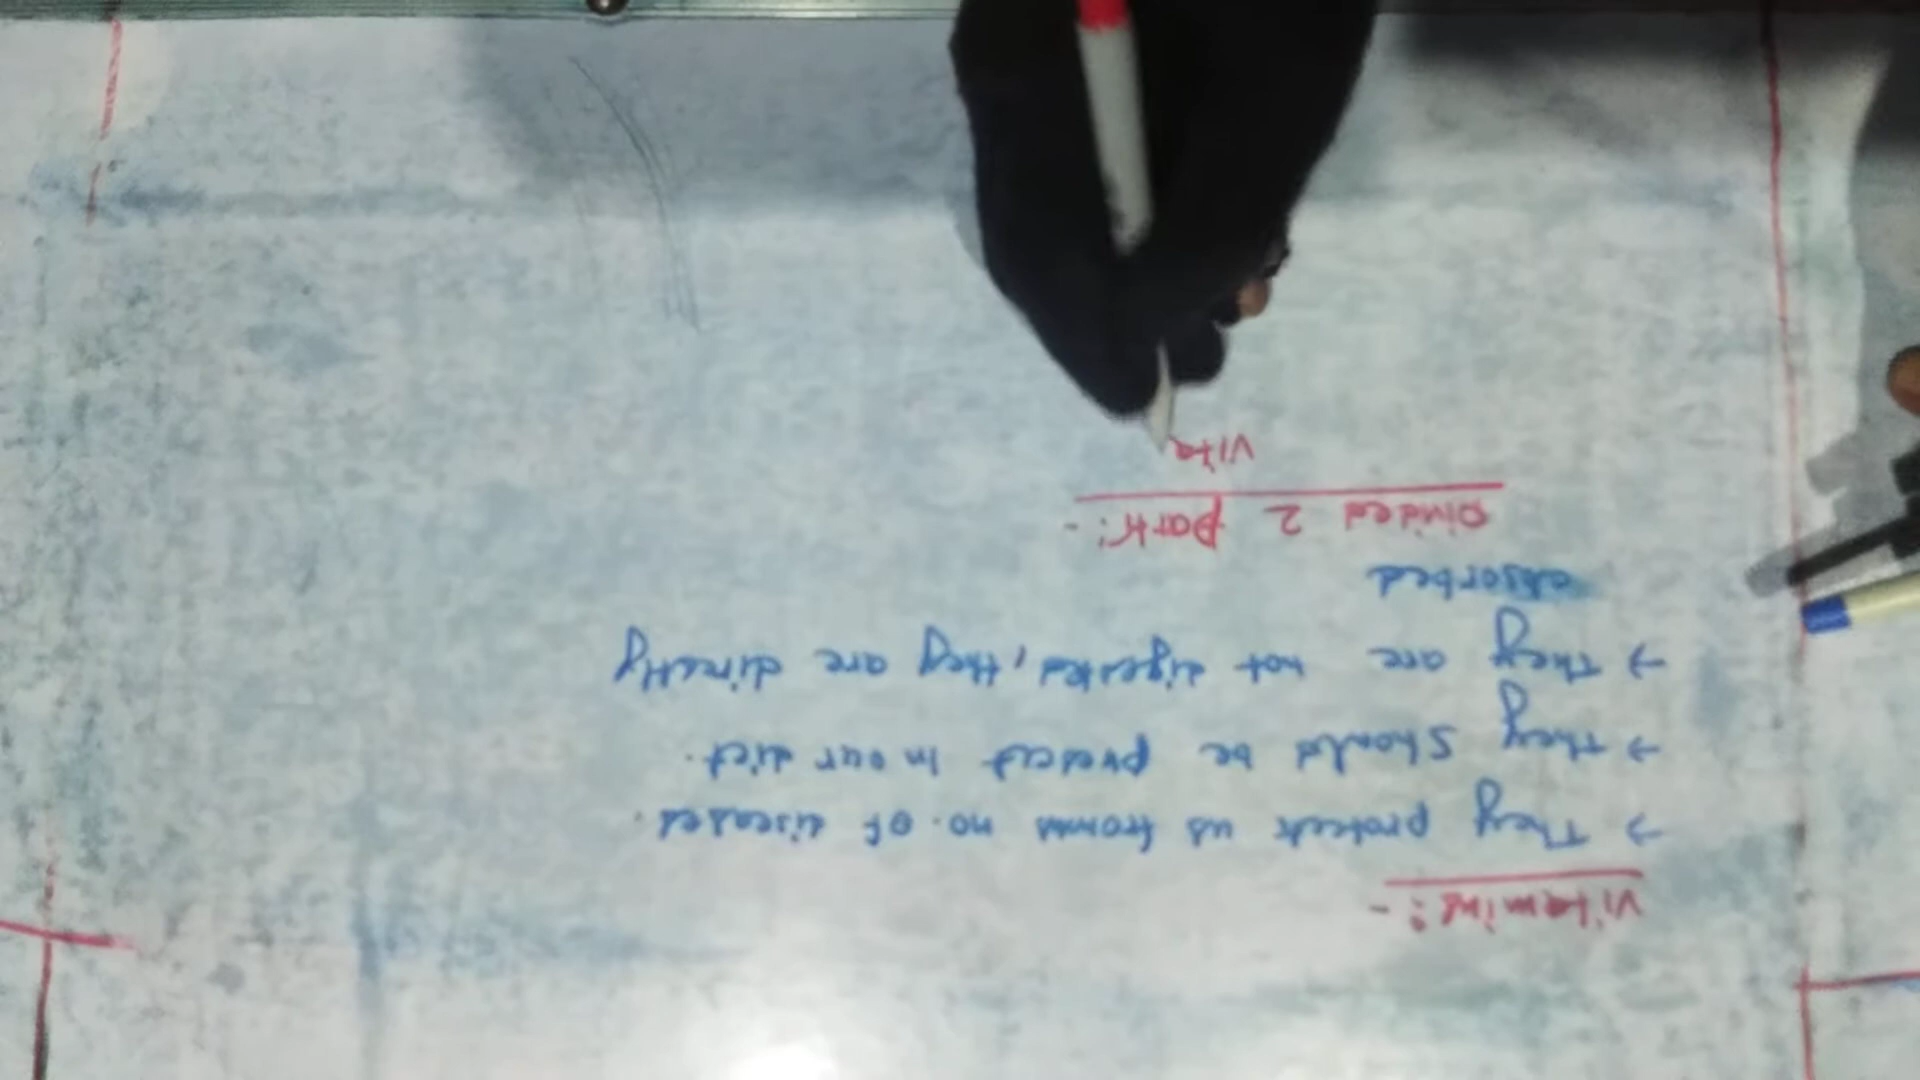 Vitamins:-
→ They protect us from no. of diseases.
→ They should be present in our diet.
→ They are not digested, they are directly
absorbed
Divided 2 part:-
Vita